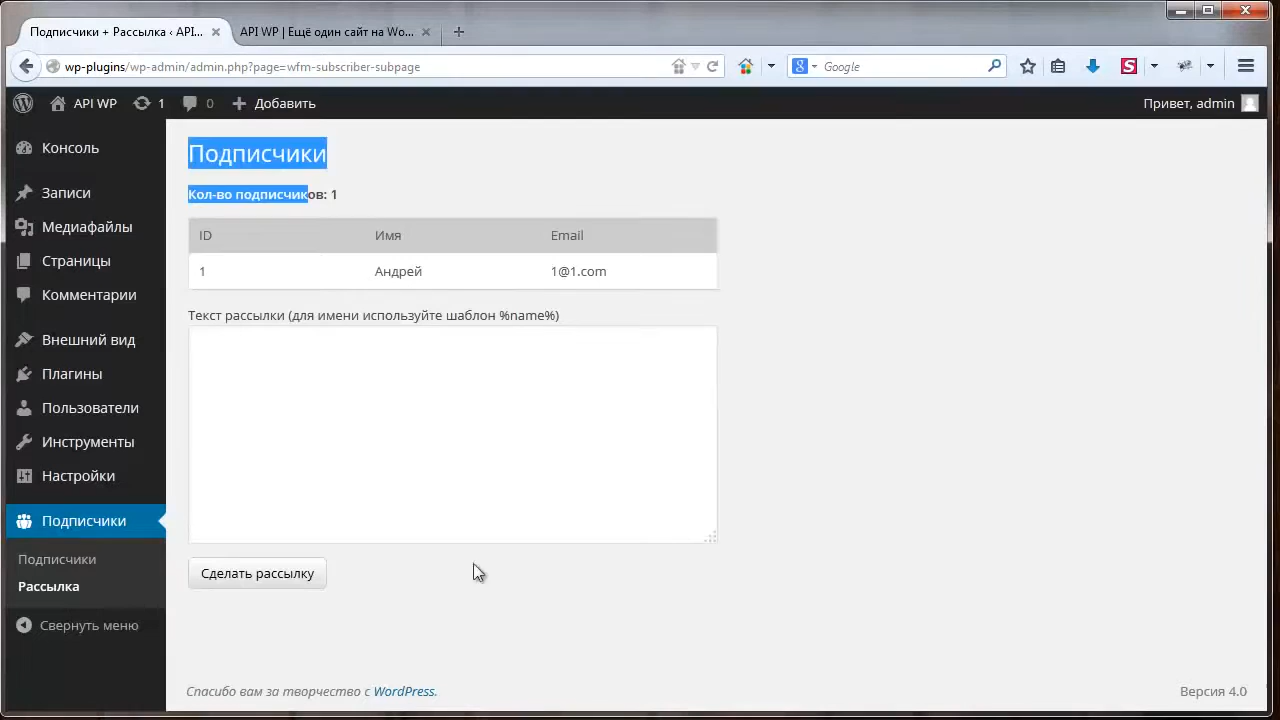 Подписчики + Рассылка ‹ API...
API WP | Ещё один сайт на Wo...
wp-plugins/wp-admin/admin.php?page=wfm-subscriber-subpage
Google
API WP
1
0
Добавить
Привет, admin
Консоль
Записи
Медиафайлы
Страницы
Комментарии
Внешний вид
Плагины
Пользователи
Инструменты
Настройки
Подписчики
Подписчики
Рассылка
Свернуть меню
Подписчики
Кол-во подписчиков: 1
ID Имя Email
1 Андрей 1@1.com
Текст рассылки (для имени используйте шаблон %name%)
Сделать рассылку
Спасибо вам за творчество с WordPress.
Версия 4.0